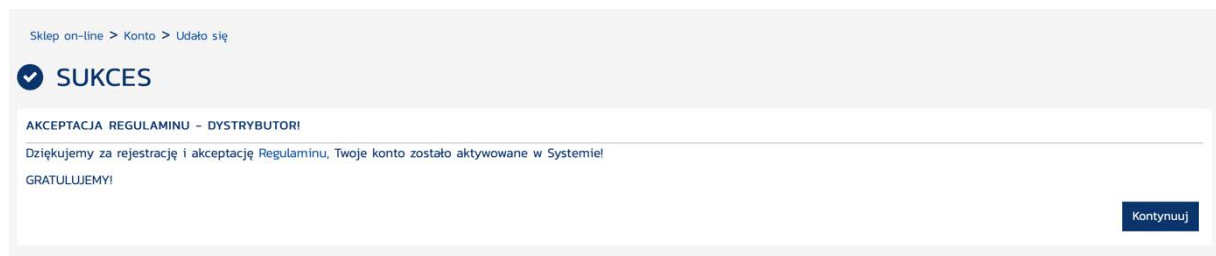 Sklep on-line > Konto > Udało się
SUKCES
AKCEPTACJA REGULAMINU - DYSTRYBUTOR!
Dziękujemy za rejestrację i akceptację Regulaminu, Twoje konto zostało aktywowane w Systemie!
GRATULUJEMY!
Kontynuuj